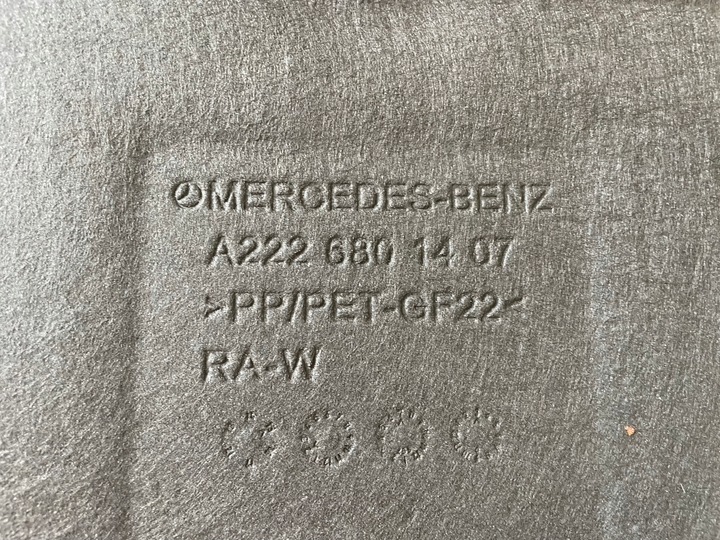 MERCEDES-BENZ
A222 680 14 07
>PP/PET-GF22<
RA-W